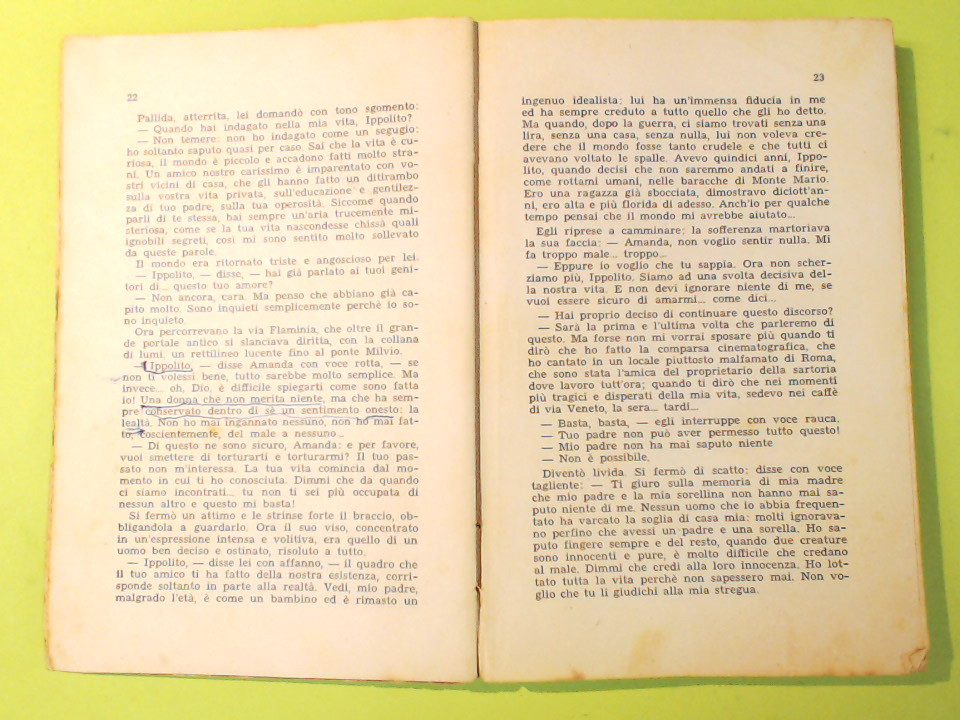 22
Pallida, atterrita, lei domandò con tono sgomento:
— Quando hai indagato nella mia vita, Ippolito?
— Non temere: non ho indagato come un segugio:
ho soltanto saputo quasi per caso. Sai che la vita è cu-
riosa, il mondo è piccolo e accadono fatti molto stra-
ni. Un amico nostro carissimo è imparentato con vo-
stri vicini di casa, che gli hanno fatto un ditirambo
sulla vostra vita privata, sull'educazione e gentilez-
za di tuo padre, sulla tua operosità. Siccome quando
parli di te stessa, hai sempre un'aria trucemente mi-
steriosa, come se la tua vita nascondesse chissà quali
ignobili segreti, così mi sono sentito molto sollevato
da queste parole.
Il mondo era ritornato triste e angoscioso per lei.
— Ippolito, — disse, — hai già parlato ai tuoi geni-
tori di... questo tuo amore?
— Non ancora, cara. Ma penso che abbiano già ca-
pito molto. Sono inquieti semplicemente perchè io so-
no inquieto.
Ora percorrevano la via Flaminia, che oltre il gran-
de portale antico si slanciava diritta, con la collana
di lumi, un rettilineo lucente fino al ponte Milvio.
— Ippolito, — disse Amanda con voce rotta, — se
non ti volessi bene, tutto sarebbe molto semplice. Ma
invece... oh, Dio, è difficile spiegarti come sono fatta
io! Una donna che non merita niente, ma che ha sem-
pre conservato dentro di sè un sentimento onesto: la
lealtà. Non ho mai ingannato nessuno, non ho mai fat-
to, coscientemente, del male a nessuno...
— Di questo ne sono sicuro, Amanda: e per favore,
vuoi smettere di torturarti e torturarmi? Il tuo pas-
sato non m'interessa. La tua vita comincia dal mo-
mento in cui ti ho conosciuta. Dimmi che da quando
ci siamo incontrati... tu non ti sei più occupata di
nessun altro e questo mi basta!
Si fermò un attimo e le strinse forte il braccio, ob-
bligandola a guardarlo. Ora il suo viso, concentrato
in un'espressione intensa e volitiva, era quello di un
uomo ben deciso e ostinato, risoluto a tutto,
— Ippolito, — disse lei con affanno, — il quadro che
il tuo amico ti ha fatto della nostra esistenza, corri-
sponde soltanto in parte alla realtà. Vedi, mio padre,
malgrado l'età, è come un bambino ed è rimasto un
23
ingenuo idealista: lui ha un'immensa fiducia in me
ed ha sempre creduto a tutto quello che gli ho detto.
Ma quando, dopo la guerra, ci siamo trovati senza una
lira, senza una casa, senza nulla, lui non voleva cre-
dere che il mondo fosse tanto crudele e che tutti ci
avevano voltato le spalle. Avevo quindici anni, Ippo-
lito, quando decisi che non saremmo andati a finire,
come rottami umani, nelle baracche di Monte Mario.
Ero una ragazza già sbocciata, dimostravo diciott'an-
ni, ero alta e più florida di adesso. Anch'io per qualche
tempo pensai che il mondo mi avrebbe aiutato...
Egli riprese a camminare: la sofferenza martoriava
la sua faccia: — Amanda, non voglio sentir nulla. Mi
fa troppo male... troppo...
— Eppure io voglio che tu sappia. Ora non scher-
ziamo più, Ippolito. Siamo ad una svolta decisiva del-
la nostra vita. E non devi ignorare niente di me, se
vuoi essere sicuro di amarmi... come dici...
— Hai proprio deciso di continuare questo discorso?
— Sarà la prima e l'ultima volta che parleremo di
questo. Ma forse non mi vorrai sposare più quando ti
dirò che ho fatto la comparsa cinematografica, che
ho cantato in un locale piuttosto malfamato di Roma,
che sono stata l'amica del proprietario della sartoria
dove lavoro tutt'ora; quando ti dirò che nei momenti
più tragici e disperati della mia vita, sedevo nei caffè
di via Veneto, la sera... tardi...
— Basta, basta, — egli interruppe con voce rauca.
— Tuo padre non può aver permesso tutto questo!
— Mio padre non ha mai saputo niente
— Non è possibile,
Diventò livida. Si fermò di scatto: disse con voce
tagliente: — Ti giuro sulla memoria di mia madre
che mio padre e la mia sorellina non hanno mai sa-
puto niente di me. Nessun uomo che io abbia frequen-
tato ha varcato la soglia di casa mia: molti ignorava-
no perfino che avessi un padre e una sorella. Ho sa-
puto fingere sempre e del resto, quando due creature
sono innocenti e pure, è molto difficile che credano
al male. Dimmi che credi alla loro innocenza. Ho lot-
tato tutta la vita perchè non sapessero mai. Non vo-
glio che tu li giudichi alla mia stregua.